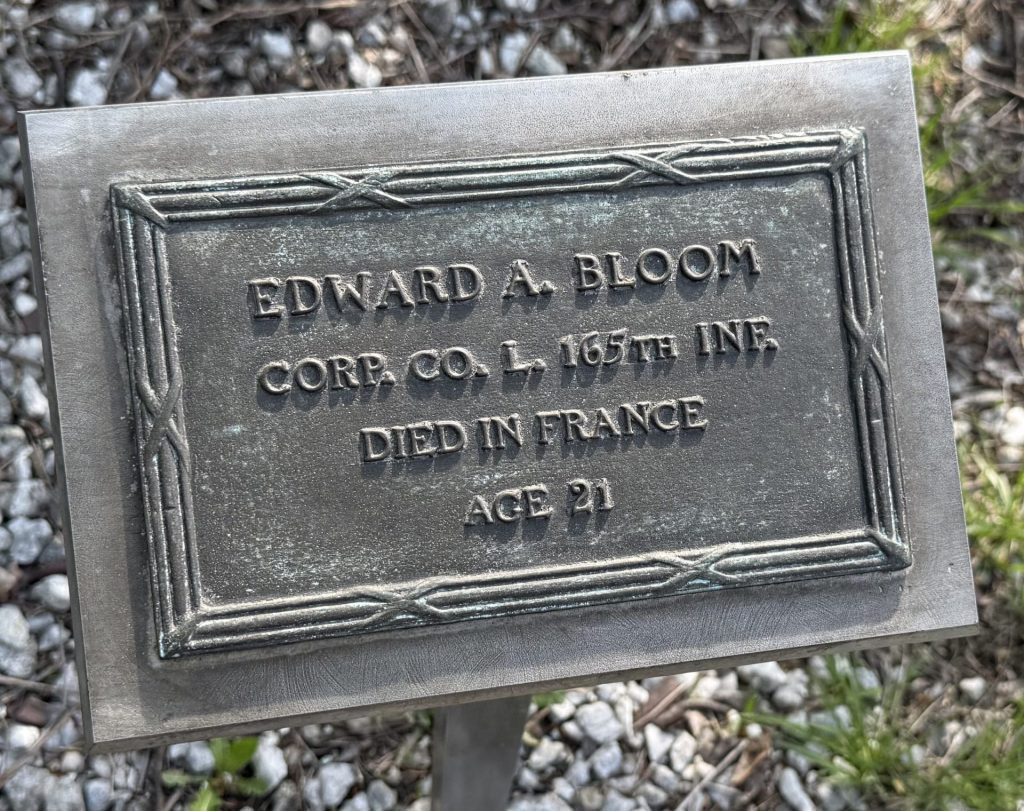 EDWARD A. BLOOM
CORP. CO. L. 165TH INF.
DIED IN FRANCE
AGE 21